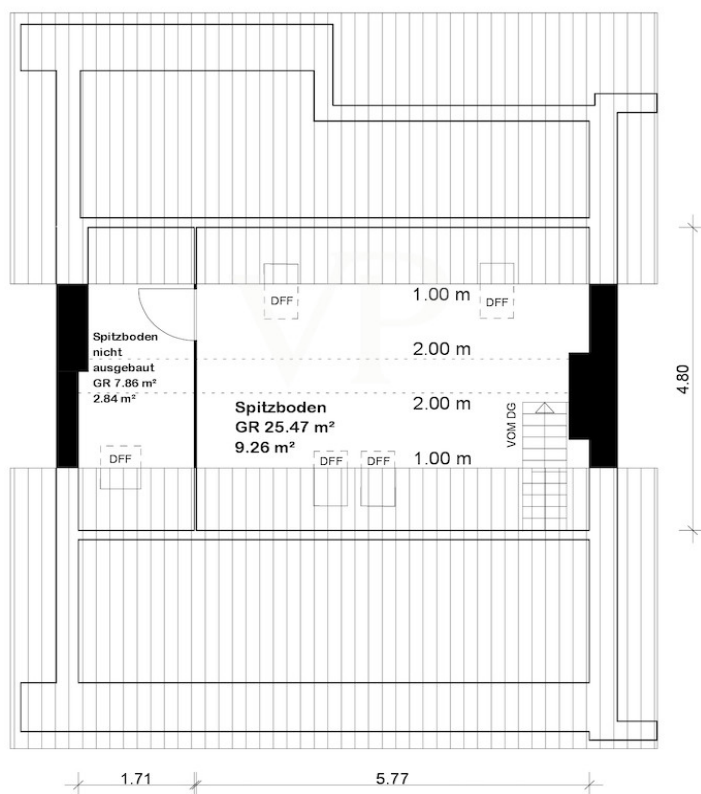 DFF
DFF
1.00 m
Spitzboden
nicht
ausgebaut
GR 7.86 m²
2.84 m²
2.00 m
VP
4.80
2.00 m
Spitzboden
GR 25.47 m²
9.26 m²
VOM DG
DFF
DFF
DFF
1.00 m
1.71
5.77